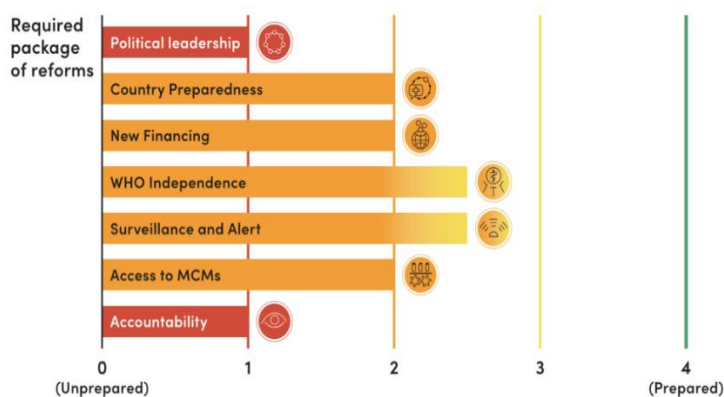 Required
package
of reforms
Political leadership
Country Preparedness
New Financing
WHO Independence
Surveillance and Alert
Access to MCMs
Accountability
0 1 2 3 4
(Unprepared) (Prepared)